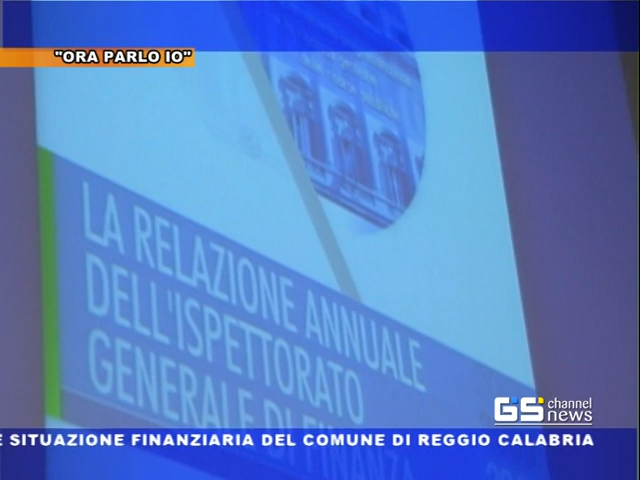 "ORA PARLO IO"
LA RELAZIONE ANNUALE
DELL'ISPETTORATO
GENERALE DI FINANZA
GS channel
news
E SITUAZIONE FINANZIARIA DEL COMUNE DI REGGIO CALABRIA